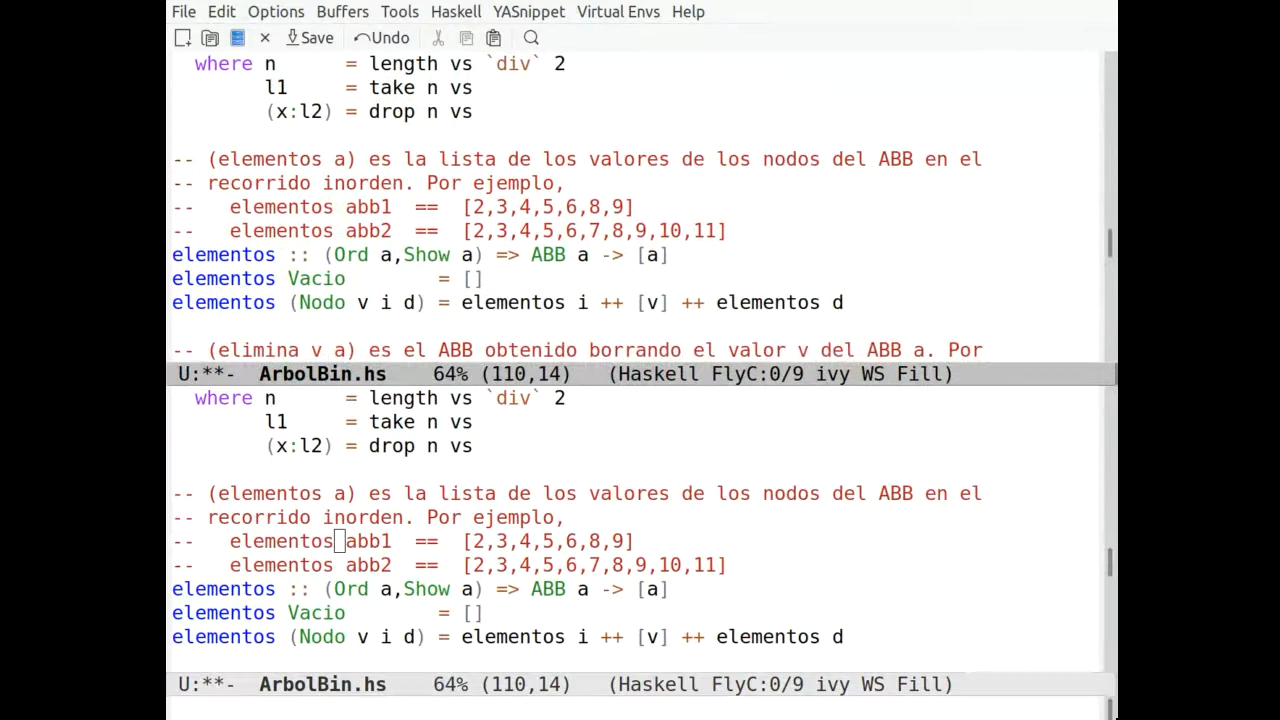 File Edit Options Buffers Tools Haskell YASnippet Virtual Envs Help
Save Undo
where n      = length vs `div` 2
      l1     = take n vs
      (x:l2) = drop n vs
-- (elementos a) es la lista de los valores de los nodos del ABB en el
-- recorrido inorden. Por ejemplo,
--   elementos abb1  ==  [2,3,4,5,6,8,9]
--   elementos abb2  ==  [2,3,4,5,6,7,8,9,10,11]
elementos :: (Ord a,Show a) => ABB a -> [a]
elementos Vacio        = []
elementos (Nodo v i d) = elementos i ++ [v] ++ elementos d
-- (elimina v a) es el ABB obtenido borrando el valor v del ABB a. Por
U:**-  ArbolBin.hs    64% (110,14)   (Haskell FlyC:0/9 ivy WS Fill)
where n      = length vs `div` 2
      l1     = take n vs
      (x:l2) = drop n vs
-- (elementos a) es la lista de los valores de los nodos del ABB en el
-- recorrido inorden. Por ejemplo,
--   elementos abb1  ==  [2,3,4,5,6,8,9]
--   elementos abb2  ==  [2,3,4,5,6,7,8,9,10,11]
elementos :: (Ord a,Show a) => ABB a -> [a]
elementos Vacio        = []
elementos (Nodo v i d) = elementos i ++ [v] ++ elementos d
U:**-  ArbolBin.hs    64% (110,14)   (Haskell FlyC:0/9 ivy WS Fill)